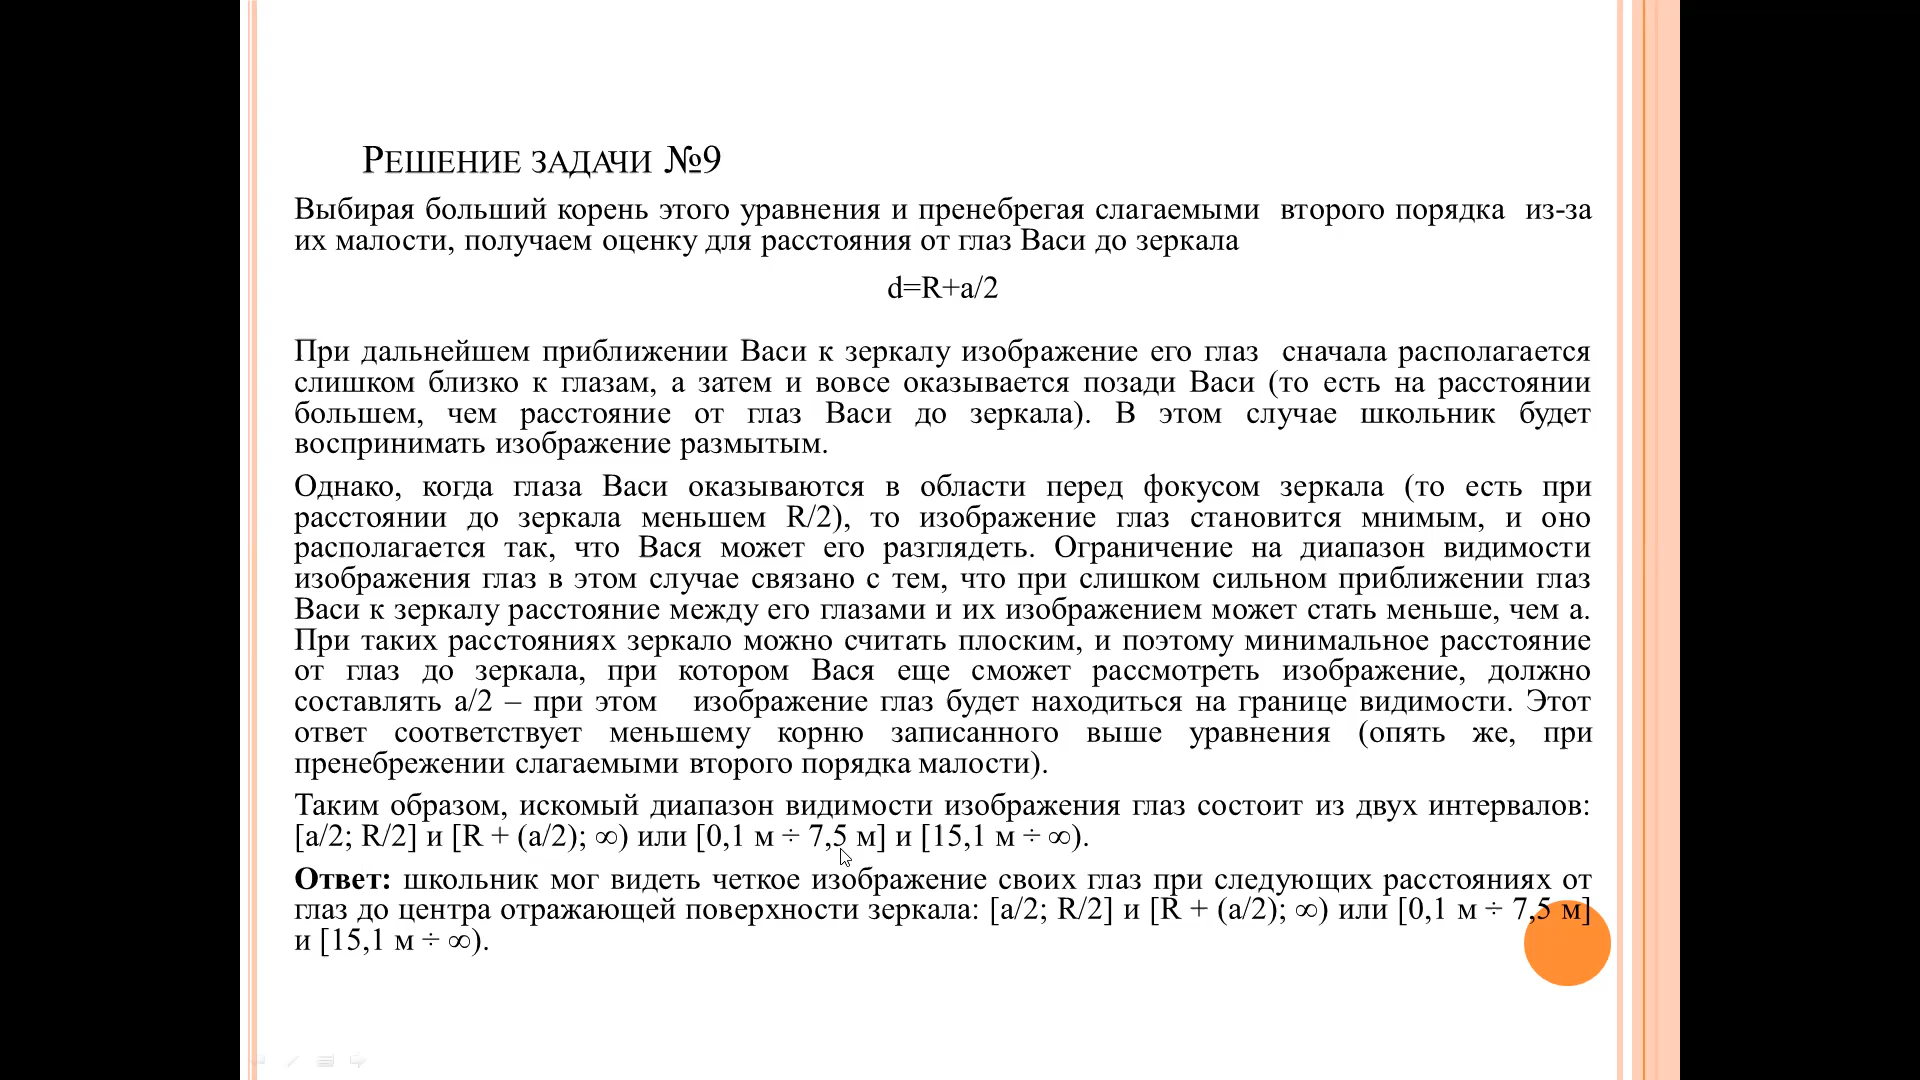 Решение задачи №9
Выбирая больший корень этого уравнения и пренебрегая слагаемыми второго порядка из-за
их малости, получаем оценку для расстояния от глаз Васи до зеркала
d=R+a/2
При дальнейшем приближении Васи к зеркалу изображение его глаз сначала располагается
слишком близко к глазам, а затем и вовсе оказывается позади Васи (то есть на расстоянии
большем, чем расстояние от глаз Васи до зеркала). В этом случае школьник будет
воспринимать изображение размытым.
Однако, когда глаза Васи оказываются в области перед фокусом зеркала (то есть при
расстоянии до зеркала меньшем R/2), то изображение глаз становится мнимым, и оно
располагается так, что Вася может его разглядеть. Ограничение на диапазон видимости
изображения глаз в этом случае связано с тем, что при слишком сильном приближении глаз
Васи к зеркалу расстояние между его глазами и их изображением может стать меньше, чем a.
При таких расстояниях зеркало можно считать плоским, и поэтому минимальное расстояние
от глаз до зеркала, при котором Вася еще сможет рассмотреть изображение, должно
составлять a/2 – при этом изображение глаз будет находиться на границе видимости. Этот
ответ соответствует меньшему корню записанного выше уравнения (опять же, при
пренебрежении слагаемыми второго порядка малости).
Таким образом, искомый диапазон видимости изображения глаз состоит из двух интервалов:
[a/2; R/2] и [R + (a/2); ∞) или [0,1 м ÷ 7,5 м] и [15,1 м ÷ ∞).
Ответ: школьник мог видеть четкое изображение своих глаз при следующих расстояниях от
глаз до центра отражающей поверхности зеркала: [a/2; R/2] и [R + (a/2); ∞) или [0,1 м ÷ 7,5 м]
и [15,1 м ÷ ∞).